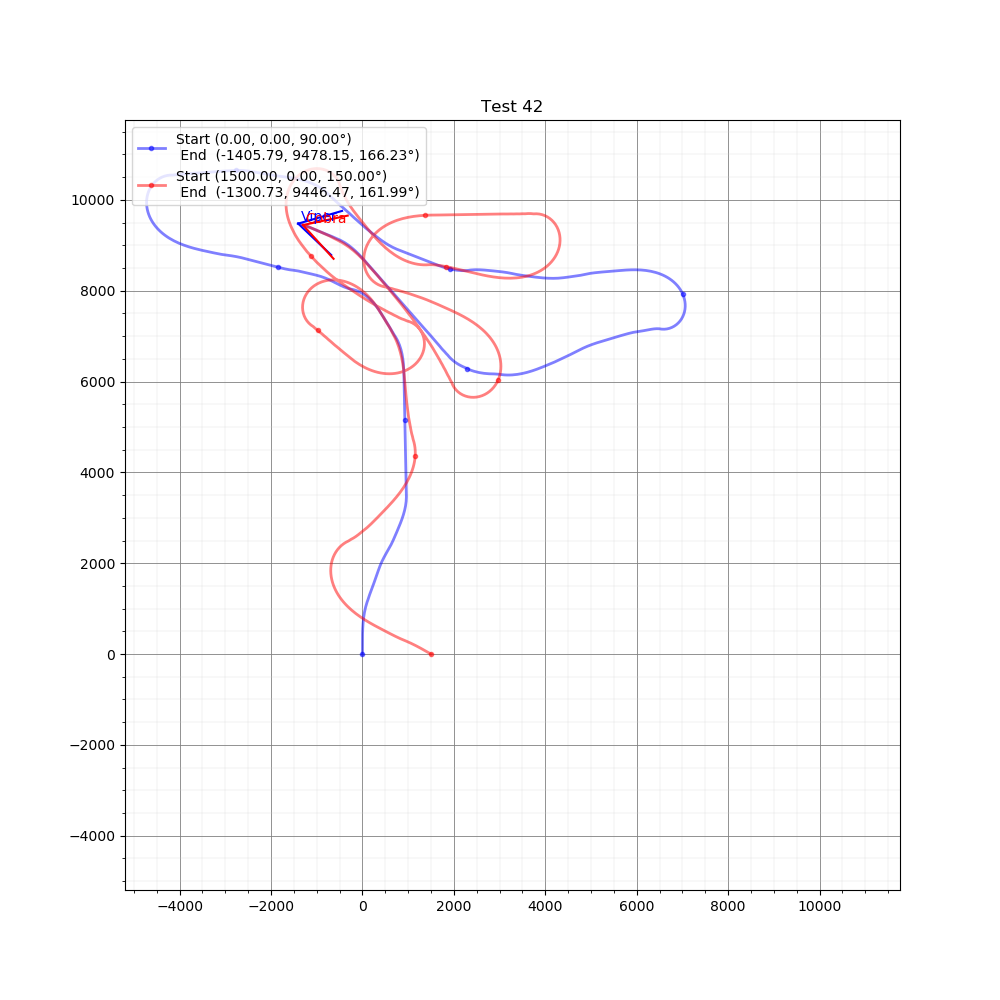 Test 42
Start (0.00, 0.00, 90.00°)
End (-1405.79, 9478.15, 166.23°)
Start (1500.00, 0.00, 150.00°)
End (-1300.73, 9446.47, 161.99°)
10000
8000
6000
4000
2000
0
−2000
−4000
−4000 −2000 0 2000 4000 6000 8000 10000